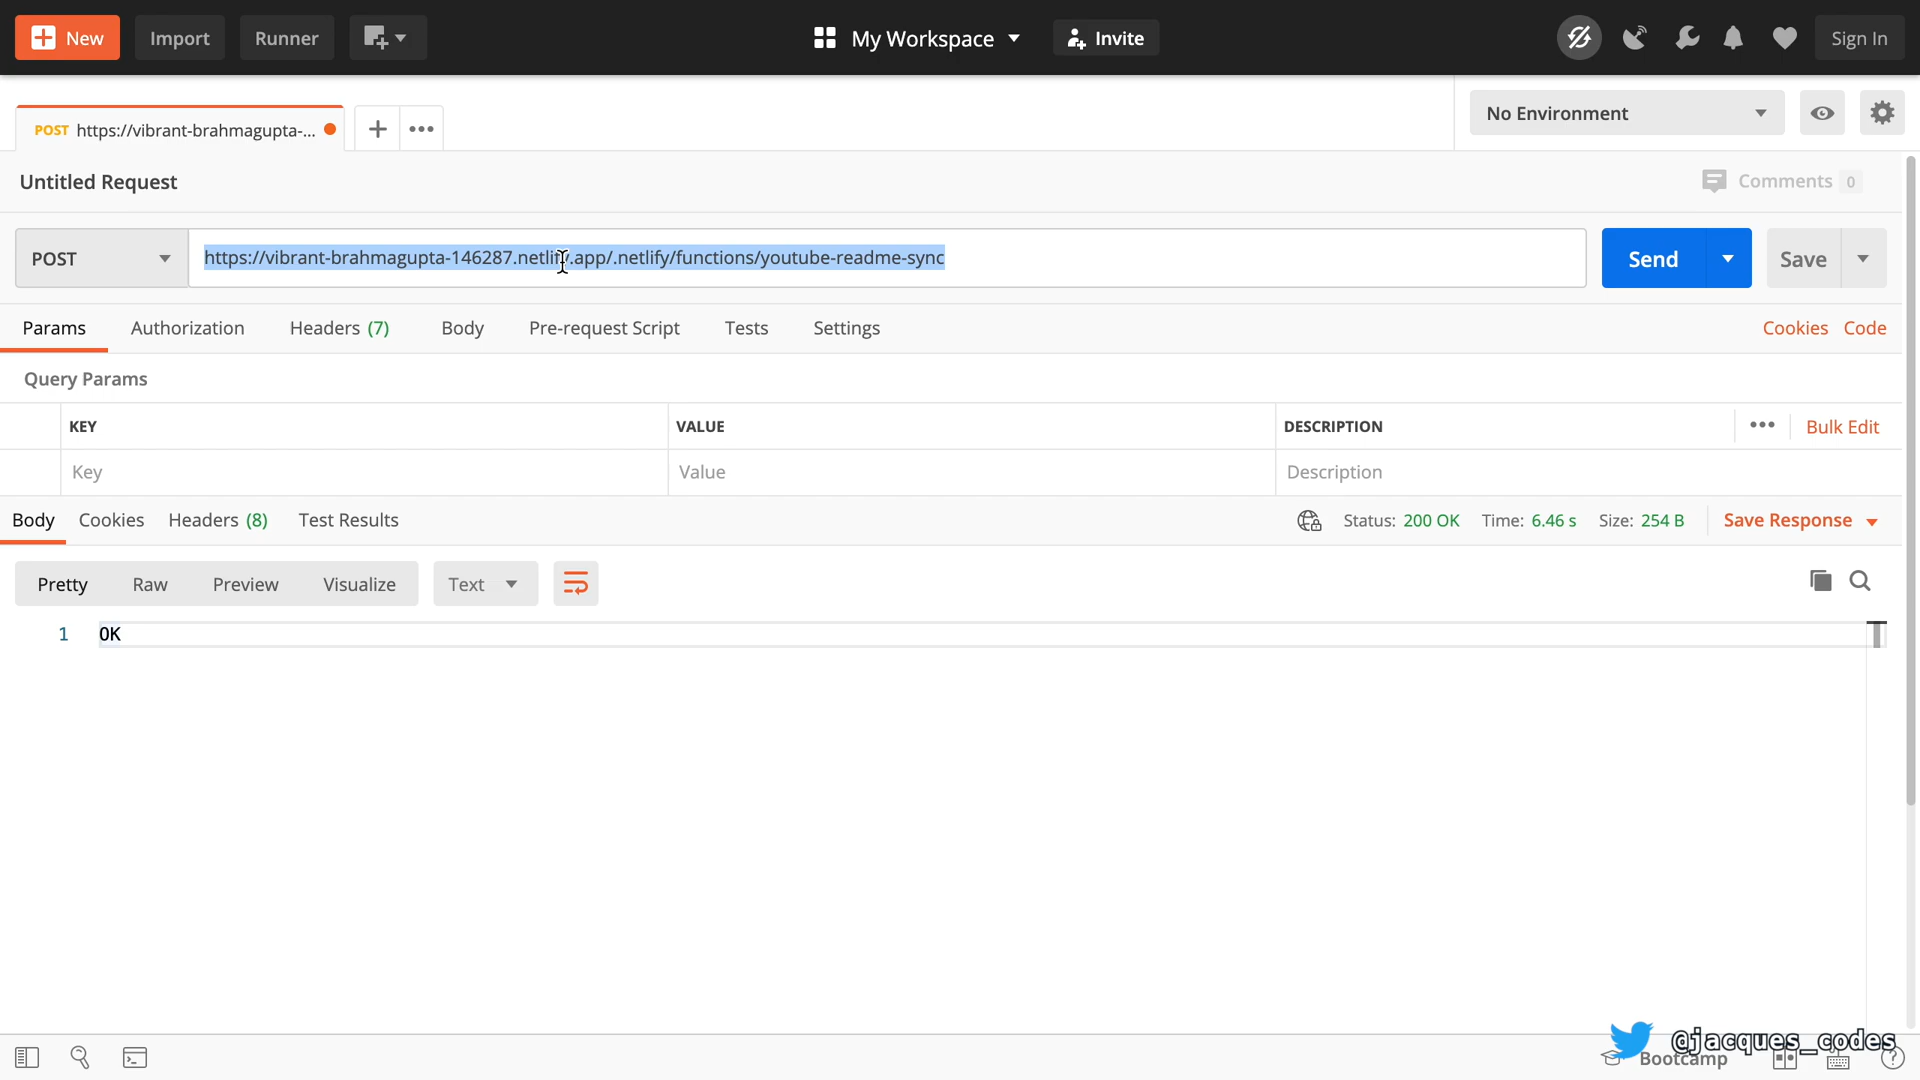 New Import Runner My Workspace Invite Sign In
POST https://vibrant-brahmagupta-... No Environment
Untitled Request Comments 0
POST https://vibrant-brahmagupta-146287.netlify.app/.netlify/functions/youtube-readme-sync Send Save
Params Authorization Headers (7) Body Pre-request Script Tests Settings Cookies Code
Query Params
KEY VALUE DESCRIPTION Bulk Edit
Key Value Description
Body Cookies Headers (8) Test Results Status: 200 OK Time: 6.46 s Size: 254 B Save Response
Pretty Raw Preview Visualize Text
1 OK
@jacques_codes
Bootcamp